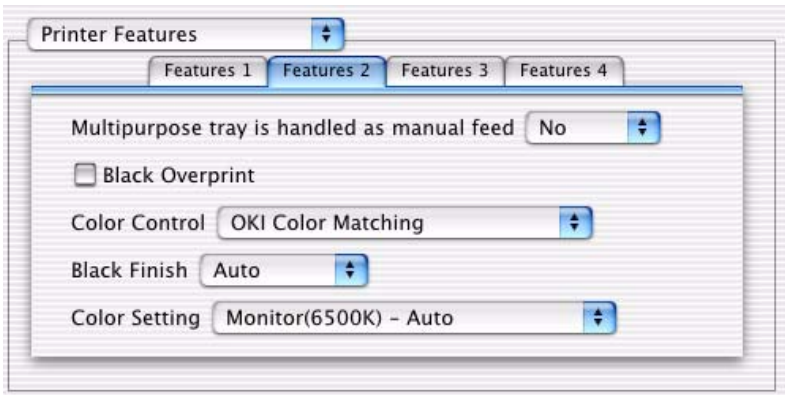 Printer Features
Features 1 Features 2 Features 3 Features 4
Multipurpose tray is handled as manual feed No
Black Overprint
Color Control OKI Color Matching
Black Finish Auto
Color Setting Monitor(6500K) – Auto